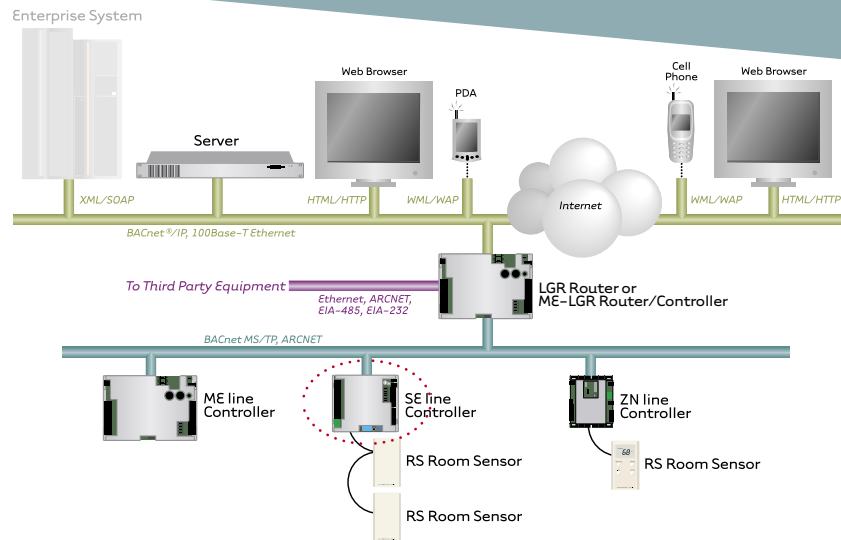 Enterprise System
Web Browser
Cell
Phone
Web Browser
PDA
Server
XML/SOAP
HTML/HTTP
WML/WAP
Internet
WML/WAP
HTML/HTTP
BACnet®/IP, 100Base-T Ethernet
To Third Party Equipment
Ethernet, ARCNET,
EIA-485, EIA-232
LGR Router or
ME-LGR Router/Controller
BACnet MS/TP, ARCNET
ME line
Controller
SE line
Controller
ZN line
Controller
RS Room Sensor
68
RS Room Sensor
RS Room Sensor